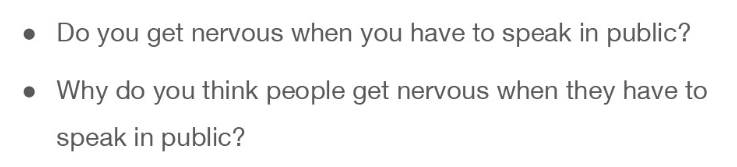 ● Do you get nervous when you have to speak in public?
● Why do you think people get nervous when they have to
speak in public?